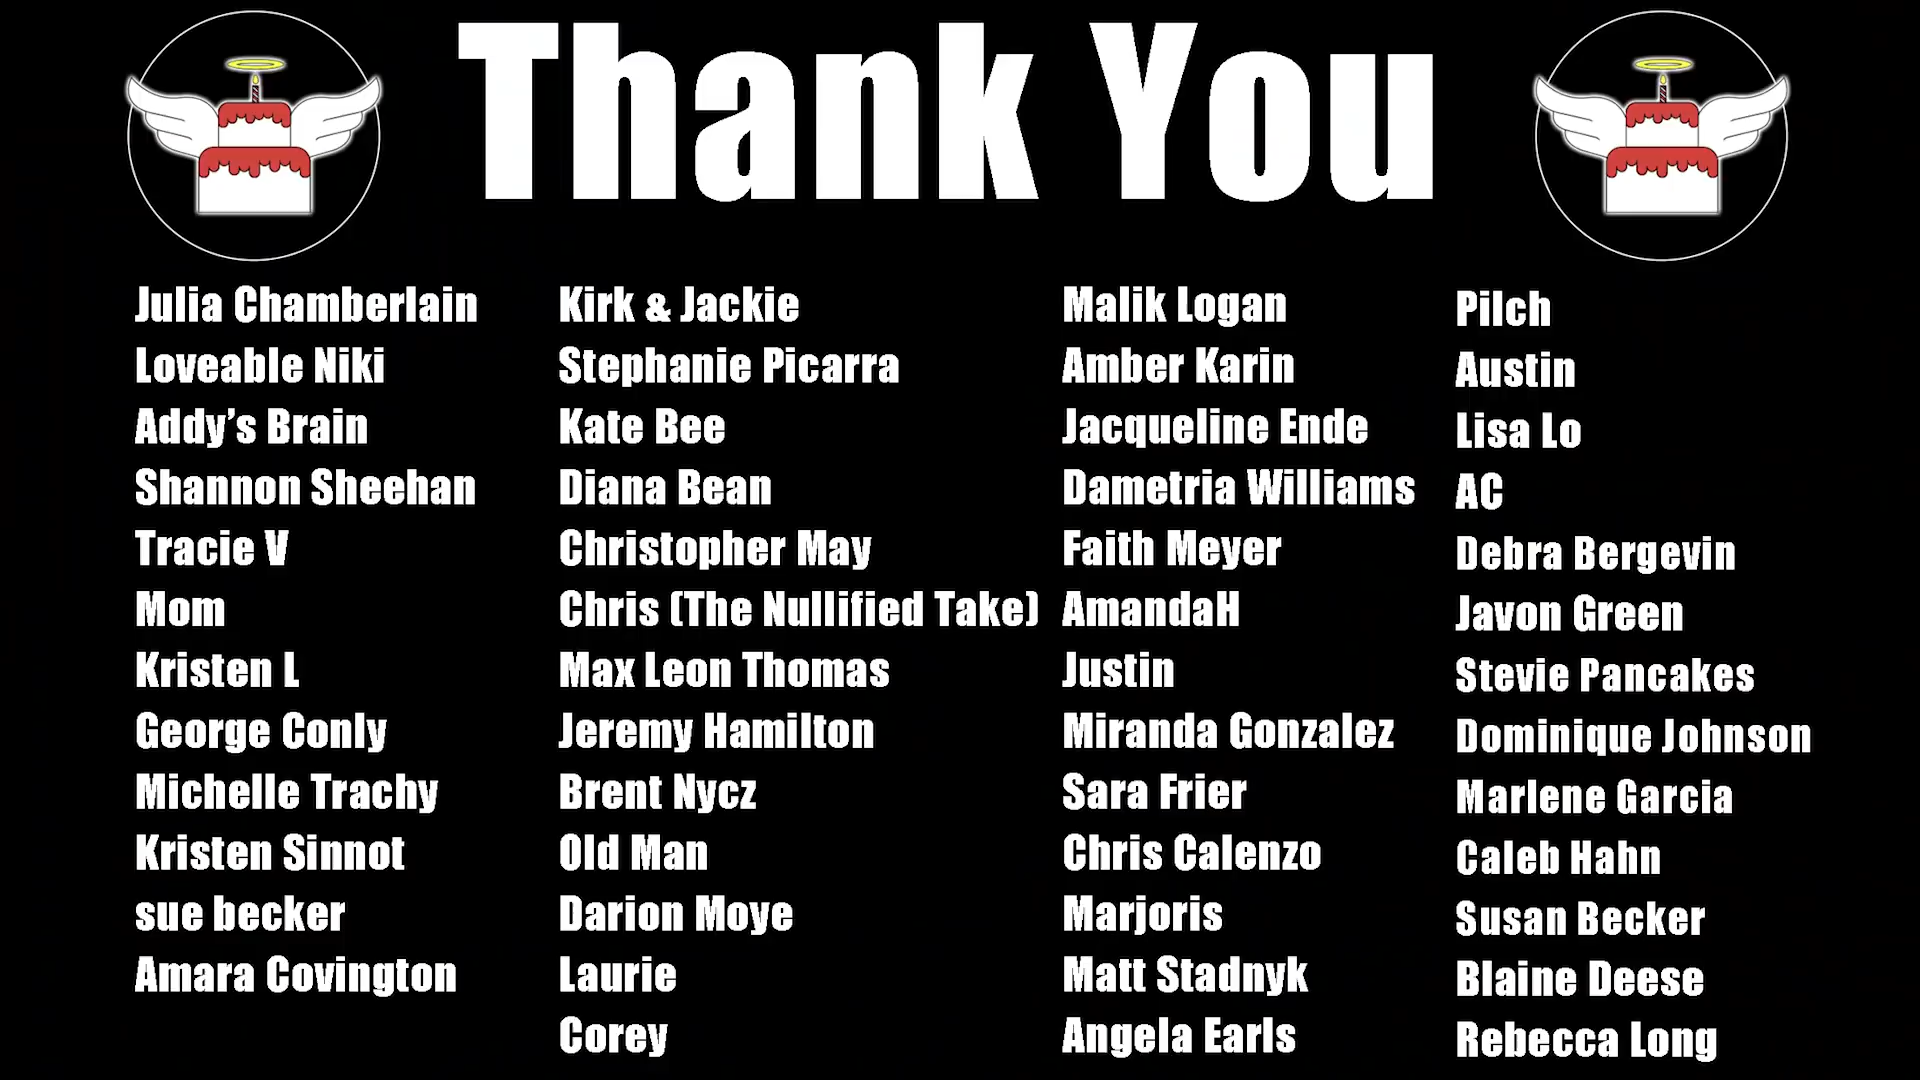 Thank You
Julia Chamberlain
Loveable Niki
Addy's Brain
Shannon Sheehan
Tracie V
Mom
Kristen L
George Conly
Michelle Trachy
Kristen Sinnot
sue becker
Amara Covington
Kirk & Jackie
Stephanie Picarra
Kate Bee
Diana Bean
Christopher May
Chris (The Nullified Take)
Max Leon Thomas
Jeremy Hamilton
Brent Nycz
Old Man
Darion Moye
Laurie
Corey
Malik Logan
Amber Karin
Jacqueline Ende
Dametria Williams
Faith Meyer
AmandaH
Justin
Miranda Gonzalez
Sara Frier
Chris Calenzo
Marjoris
Matt Stadnyk
Angela Earls
Pilch
Austin
Lisa Lo
AC
Debra Bergevin
Javon Green
Stevie Pancakes
Dominique Johnson
Marlene Garcia
Caleb Hahn
Susan Becker
Blaine Deese
Rebecca Long